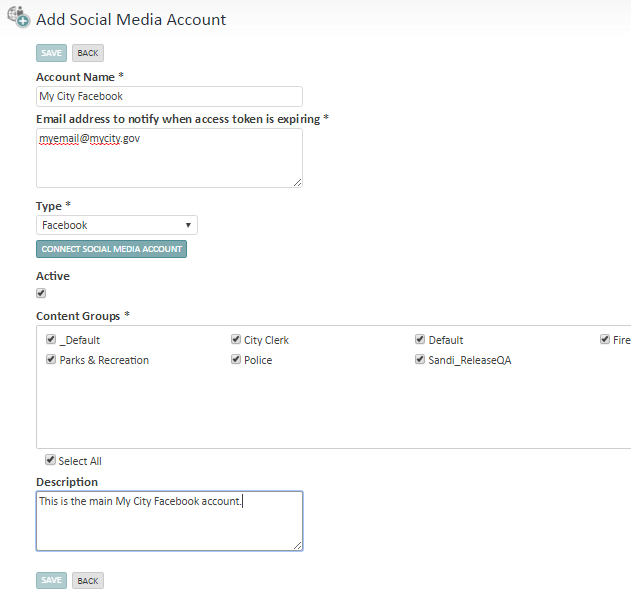 Add Social Media Account
SAVE BACK
Account Name *
My City Facebook
Email address to notify when access token is expiring *
myemail@mycity.gov
Type *
Facebook
CONNECT SOCIAL MEDIA ACCOUNT
Active
Content Groups *
_Default City Clerk Default Fire
Parks & Recreation Police Sandi_ReleaseQA
Select All
Description
This is the main My City Facebook account.
SAVE BACK